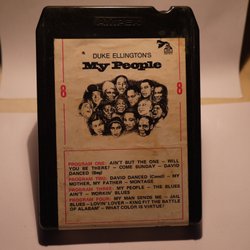 AMPEX
DUKE ELLINGTON'S
My People
8 8
PROGRAM ONE: AIN'T BUT THE ONE - WILL
YOU BE THERE? - COME SUNDAY - DAVID
DANCED (Beg)
PROGRAM TWO: DAVID DANCED (Concl) - MY
MOTHER, MY FATHER - MONTAGE
PROGRAM THREE: MY PEOPLE - THE BLUES
AIN'T - WORKIN' BLUES
PROGRAM FOUR: MY MAN SENDS ME - JAIL
BLUES - LOVIN' LOVER - KING FIT THE BATTLE
OF ALABAM' - WHAT COLOR IS VIRTUE?